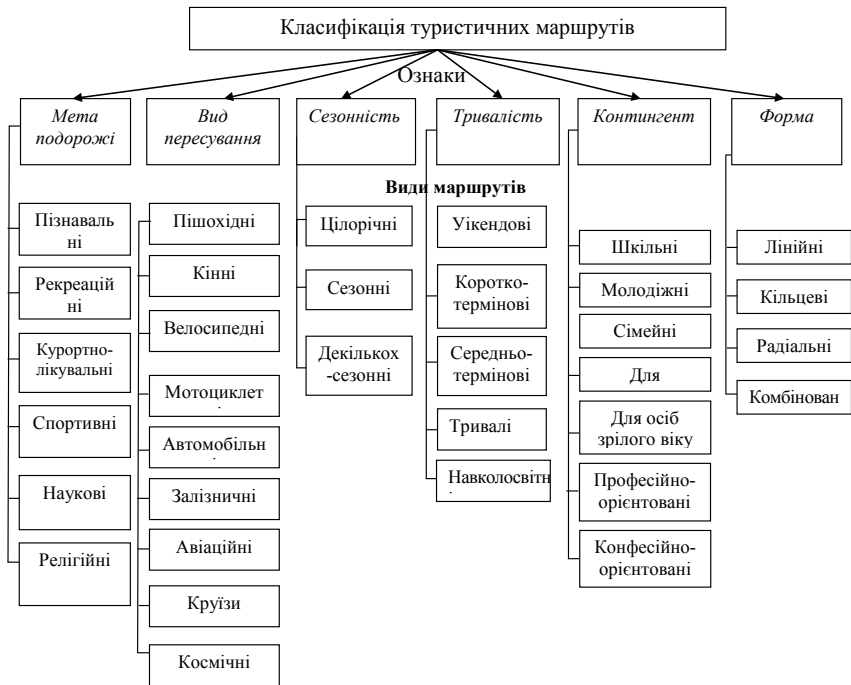 Класифікація туристичних маршрутів
Ознаки
Мета
подорожі
Вид
пересування
Сезонність
Тривалість
Контингент
Форма
Види маршрутів
Пізнаваль
ні
Рекреацій
ні
Курортно-
лікувальні
Спортивні
Наукові
Релігійні
Пішохідні
Кінні
Велосипедні
Мотоциклет
Автомобільн
Залізничні
Авіаційні
Круїзи
Космічні
Цілорічні
Сезонні
Декількох
-сезонні
Уікендові
Коротко-
термінові
Середньо-
термінові
Тривалі
Навколосвітн
Шкільні
Молодіжні
Сімейні
Для
Для осіб
зрілого віку
Професійно-
орієнтовані
Конфесійно-
орієнтовані
Лінійні
Кільцеві
Радіальні
Комбінован